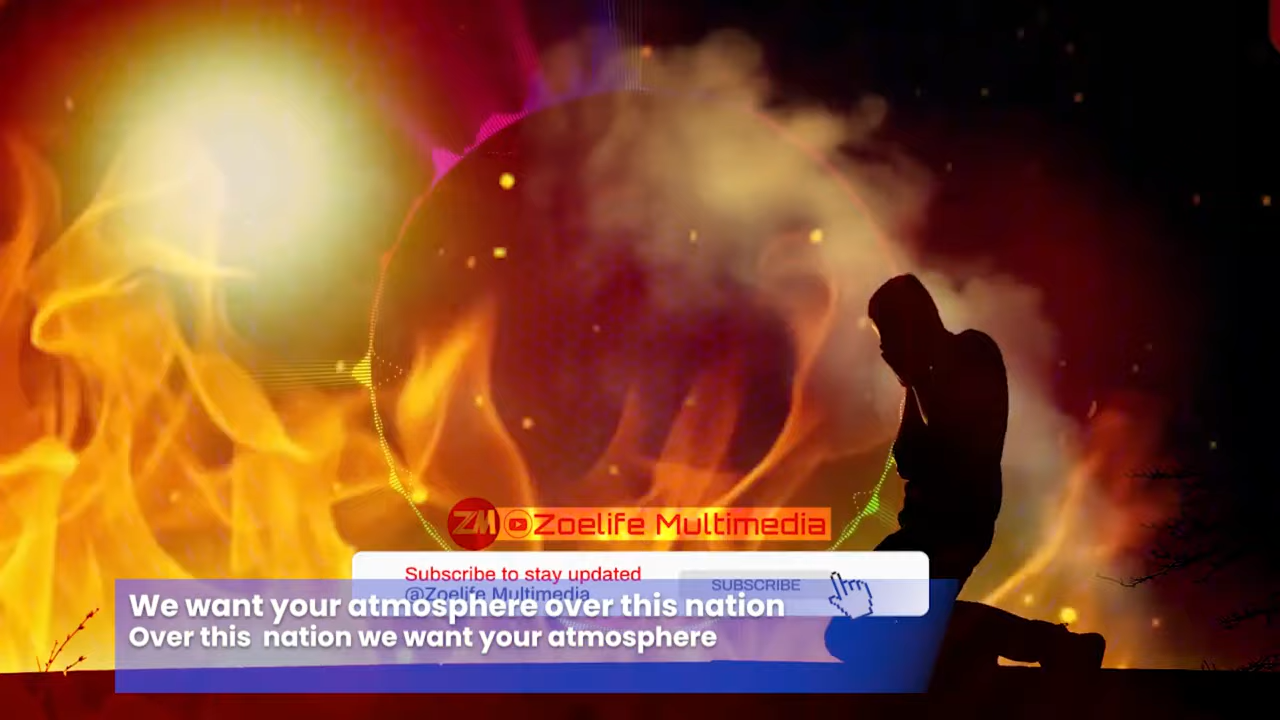 ZM Zoelife Multimedia
Subscribe to stay updated
@Zoelife Multimedia
SUBSCRIBE
We want your atmosphere over this nation
Over this  nation we want your atmosphere